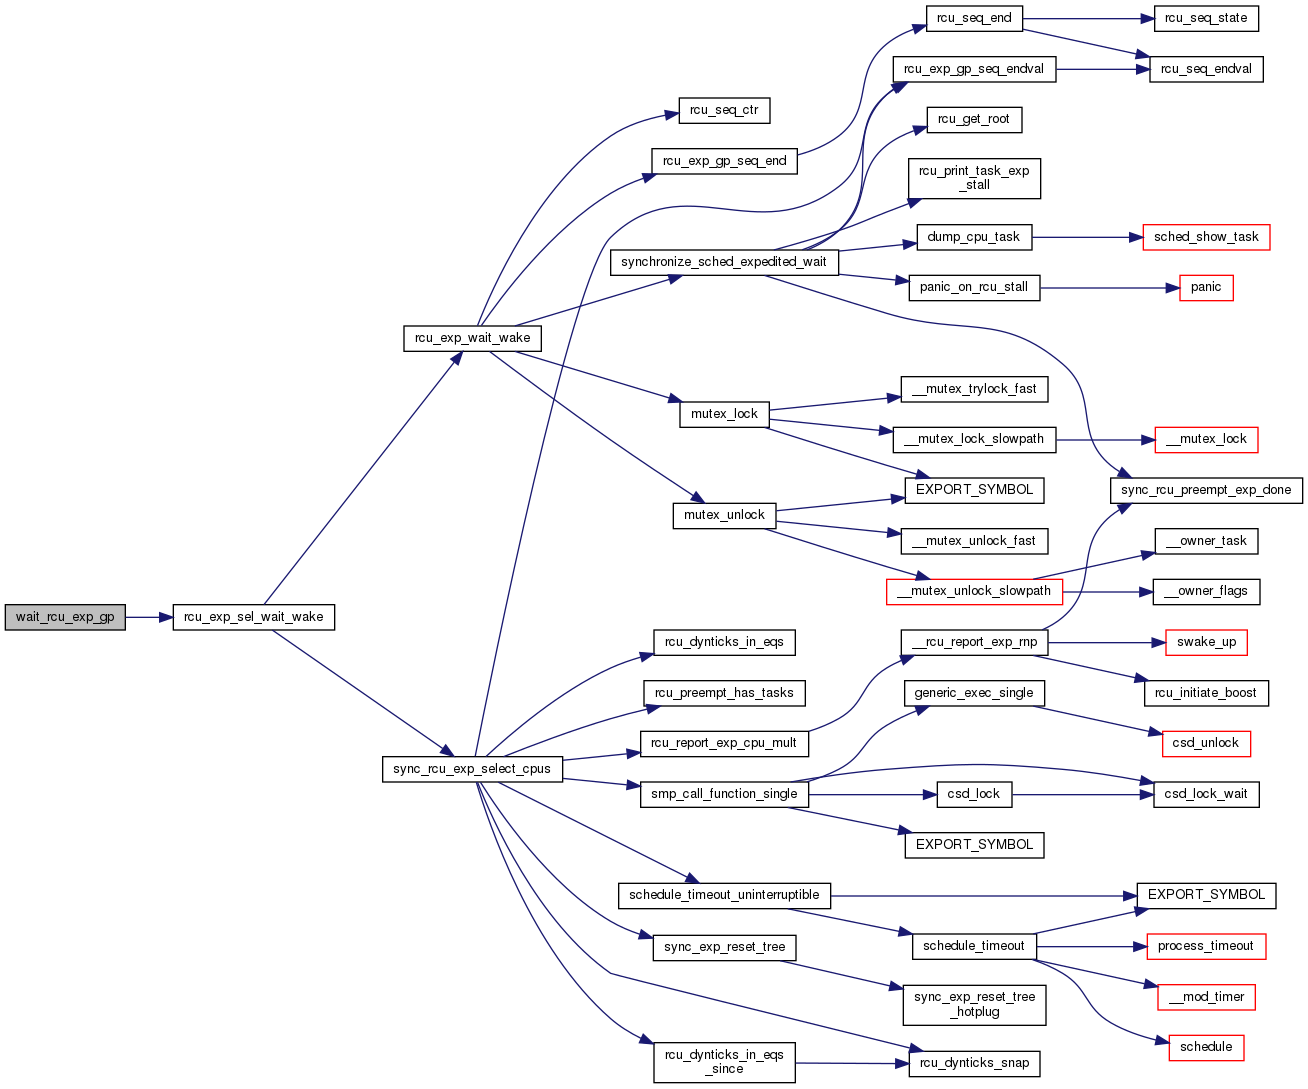 rcu_seq_end
rcu_seq_state
rcu_exp_gp_seq_endval
rcu_seq_endval
rcu_seq_ctr
rcu_get_root
rcu_exp_gp_seq_end
rcu_print_task_exp
_stall
dump_cpu_task
sched_show_task
synchronize_sched_expedited_wait
panic_on_rcu_stall
panic
rcu_exp_wait_wake
__mutex_trylock_fast
mutex_lock
__mutex_lock_slowpath
__mutex_lock
EXPORT_SYMBOL
sync_rcu_preempt_exp_done
mutex_unlock
__mutex_unlock_fast
__owner_task
__mutex_unlock_slowpath
__owner_flags
wait_rcu_exp_gp
rcu_exp_sel_wait_wake
rcu_dynticks_in_eqs
__rcu_report_exp_rnp
swake_up
rcu_preempt_has_tasks
generic_exec_single
rcu_initiate_boost
rcu_report_exp_cpu_mult
csd_unlock
sync_rcu_exp_select_cpus
smp_call_function_single
csd_lock
csd_lock_wait
EXPORT_SYMBOL
schedule_timeout_uninterruptible
EXPORT_SYMBOL
sync_exp_reset_tree
schedule_timeout
process_timeout
sync_exp_reset_tree
_hotplug
__mod_timer
schedule
rcu_dynticks_in_eqs
_since
rcu_dynticks_snap